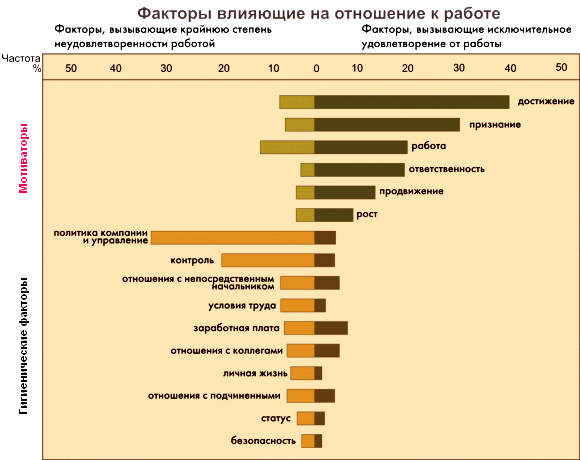 Факторы влияющие на отношение к работе
Факторы, вызывающие крайнюю степень
неудовлетворенности работой
Факторы, вызывающие исключительное
удовлетворение от работы
Частота
% 50 40 30 20 10 0 10 20 30 40 50
Мотиваторы
достижение
признание
работа
ответственность
продвижение
рост
Гигиенические факторы
политика компании
и управление
контроль
отношения с непосредственным
начальником
условия труда
заработная плата
отношения с коллегами
личная жизнь
отношения с подчиненными
статус
безопасность